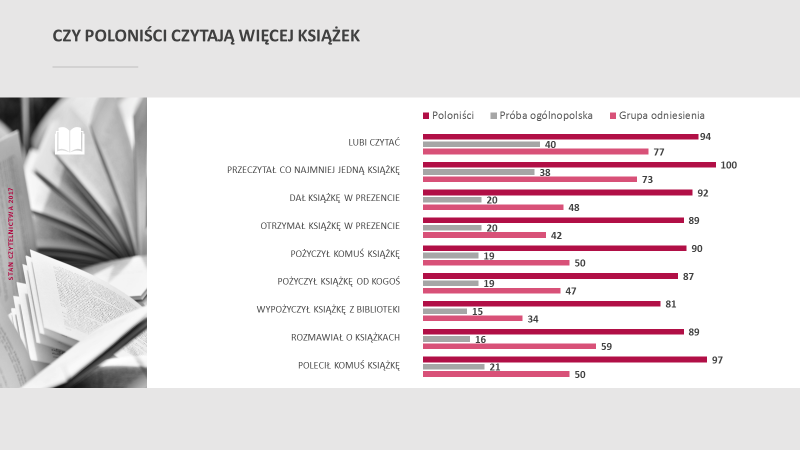 CZY POLONIŚCI CZYTAJĄ WIĘCEJ KSIĄŻEK
STAN CZYTELNICTWA 2017
Poloniści Próba ogólnopolska Grupa odniesienia
LUBI CZYTAĆ 94 40 77
PRZECZYTAŁ CO NAJMNIEJ JEDNĄ KSIĄŻKĘ 100 38 73
DAŁ KSIĄŻKĘ W PREZENCIE 92 20 48
OTRZYMAŁ KSIĄŻKĘ W PREZENCIE 89 20 42
POŻYCZYŁ KOMUŚ KSIĄŻKĘ 90 19 50
POŻYCZYŁ KSIĄŻKĘ OD KOGOŚ 87 19 47
WYPOŻYCZYŁ KSIĄŻKĘ Z BIBLIOTEKI 81 15 34
ROZMAWIAŁ O KSIĄŻKACH 89 16 59
POLECIŁ KOMUŚ KSIĄŻKĘ 97 21 50